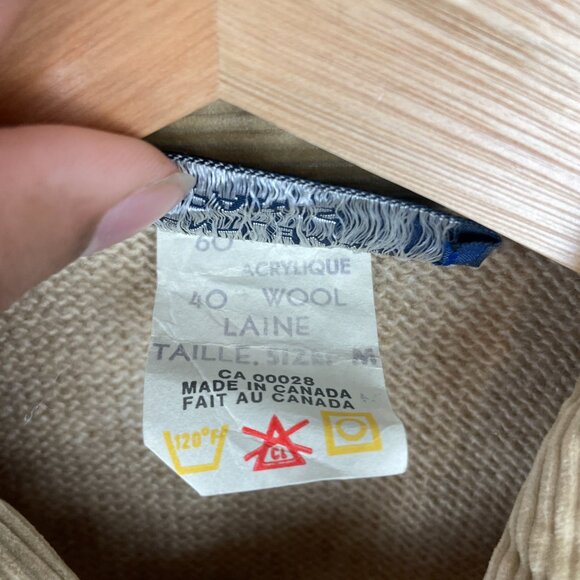 60
ACRYLIQUE
40 WOOL
LAINE
TAILLE. SIZE: M
CA 00028
MADE IN CANADA
FAIT AU CANADA
120°F
CL